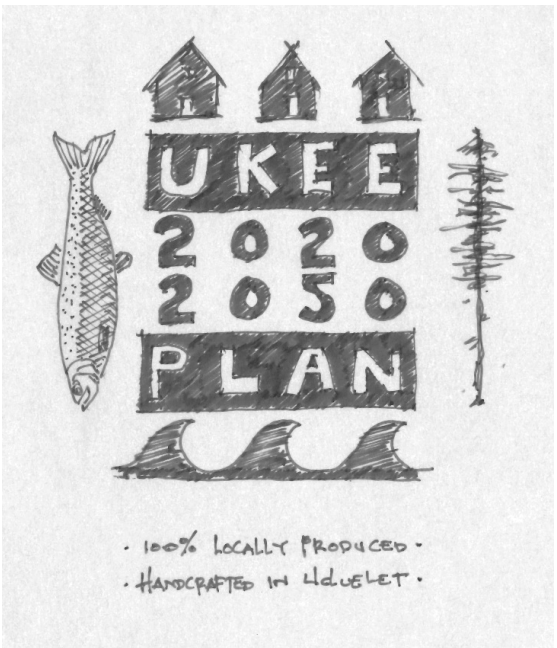 UKEE
2020
2050
PLAN
· 100% LOCALLY PRODUCED ·
· HANDCRAFTED IN UCLUELET ·